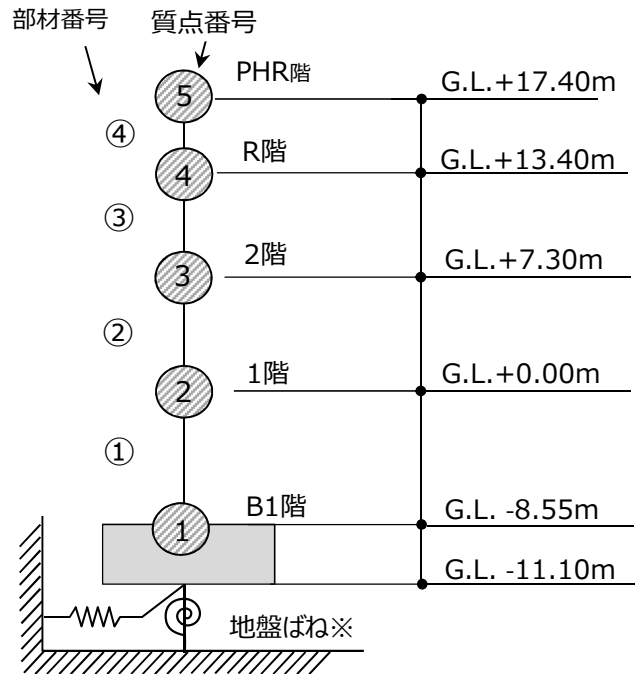 部材番号 質点番号
5 PHR階 G.L.+17.40m
④
4 R階 G.L.+13.40m
③
3 2階 G.L.+7.30m
②
2 1階 G.L.+0.00m
①
1 B1階 G.L. -8.55m
G.L. -11.10m
地盤ばね※